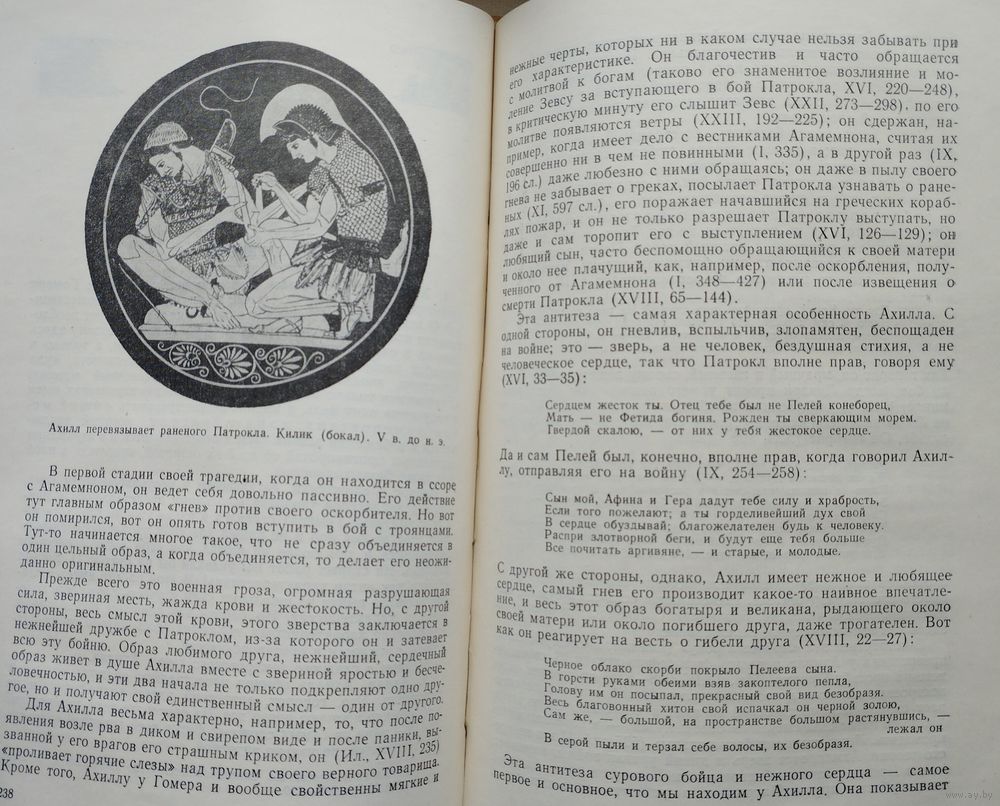 Ахилл перевязывает раненого Патрокла. Килик (бокал). V в. до н. э.
В первой стадии своей трагедии, когда он находится в ссоре
с Агамемноном, он ведет себя довольно пассивно. Его действие
тут главным образом «гнев» против своего оскорбителя. Но вот
он помирился, вот он опять готов вступить в бой с троянцами.
Тут-то начинается многое такое, что не сразу объединяется в
один цельный образ, а когда объединяется, то делает его неожи-
данно оригинальным.
Прежде всего это военная гроза, огромная разрушающая
сила, звериная месть, жажда крови и жестокость. Но, с другой
стороны, весь смысл этой крови, этого зверства заключается в
нежнейшей дружбе с Патроклом, из-за которого он и затевает
всю эту бойню. Образ любимого друга, нежнейший, сердечный
образ живет в душе Ахилла вместе с звериной яростью и бесче-
ловечностью, и эти два начала не только подкрепляют одно дру-
гое, но и получают свой единственный смысл — один от другого.
Для Ахилла весьма характерно, например, то, что после по-
явления возле рва в диком и свирепом виде и после паники, вы-
званной у его врагов его страшным криком, он (Ил., XVIII, 235)
«проливает горячие слезы» над трупом своего верного товарища.
Кроме того, Ахиллу у Гомера и вообще свойственны мягкие и
238
нежные черты, которых ни в каком случае нельзя забывать при
его характеристике. Он благочестив и часто обращается
с молитвой к богам (таково его знаменитое возлияние и мо-
ление Зевсу за вступающего в бой Патрокла, XVI, 220—248),
в критическую минуту его слышит Зевс (XXII, 273—298), по его
молитве появляются ветры (XXIII, 192—225); он сдержан, на-
пример, когда имеет дело с вестниками Агамемнона, считая их
совершенно ни в чем не повинными (I, 335), а в другой раз (IX,
196 сл.) даже любезно с ними обращаясь; он даже в пылу своего
гнева не забывает о греках, посылает Патрокла узнавать о ране-
ных (XI, 597 сл.), его поражает начавшийся на греческих кораб-
лях пожар, и он не только разрешает Патроклу выступать, но
даже и сам торопит его с выступлением (XVI, 126—129); он
любящий сын, часто беспомощно обращающийся к своей матери
и около нее плачущий, как, например, после оскорбления, полу-
ченного от Агамемнона (I, 348—427) или после извещения о
смерти Патрокла (XVIII, 65—144).
Эта антитеза — самая характерная особенность Ахилла. С
одной стороны, он гневлив, вспыльчив, злопамятен, беспощаден
на войне; это — зверь, а не человек, бездушная стихия, а не
человеческое сердце, так что Патрокл вполне прав, говоря ему
(XVI, 33—35):
Сердцем жесток ты. Отец тебе был не Пелей конеборец,
Мать — не Фетида богиня. Рожден ты сверкающим морем.
Твердой скалою, — от них у тебя жестокое сердце.
Да и сам Пелей был, конечно, вполне прав, когда говорил Ахил-
лу, отправляя его на войну (IX, 254—258):
Сын мой, Афина и Гера дадут тебе силу и храбрость,
Если того пожелают; а ты горделивейший дух свой
В сердце обуздывай; благожелателен будь к человеку.
Распри злотворной беги, и будут еще тебя больше
Все почитать аргивяне, — и старые, и молодые.
С другой же стороны, однако, Ахилл имеет нежное и любящее
сердце, самый гнев его производит какое-то наивное впечатле-
ние, и весь этот образ богатыря и великана, рыдающего около
своей матери или около погибшего друга, даже трогателен. Вот
как он реагирует на весть о гибели друга (XVIII, 22—27):
Черное облако скорби покрыло Пелеева сына.
В горсти руками обеими взяв закоптелого пепла,
Голову им он посыпал, прекрасный свой вид безобразя.
Весь благовонный хитон свой испачкал он черной золою,
Сам же, — большой, на пространстве большом растянувшись, —
лежал он
В серой пыли и терзал себе волосы, их безобразя.
Эта антитеза сурового бойца и нежного сердца — самое
первое и основное, что мы находим у Ахилла. Она показывает
www.ay.by